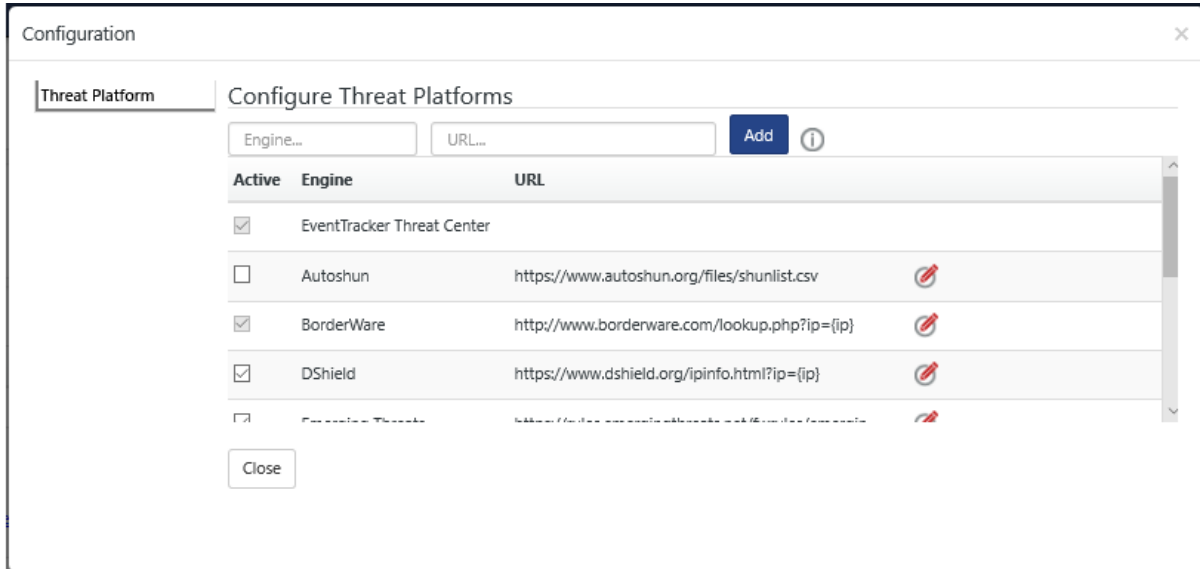 Configuration
Threat Platform
Configure Threat Platforms
Engine... URL... Add
Active Engine URL
EventTracker Threat Center
Autoshun https://www.autoshun.org/files/shunlist.csv
BorderWare http://www.borderware.com/lookup.php?ip={ip}
DShield https://www.dshield.org/ipinfo.html?ip={ip}
Emerging Threats
Close